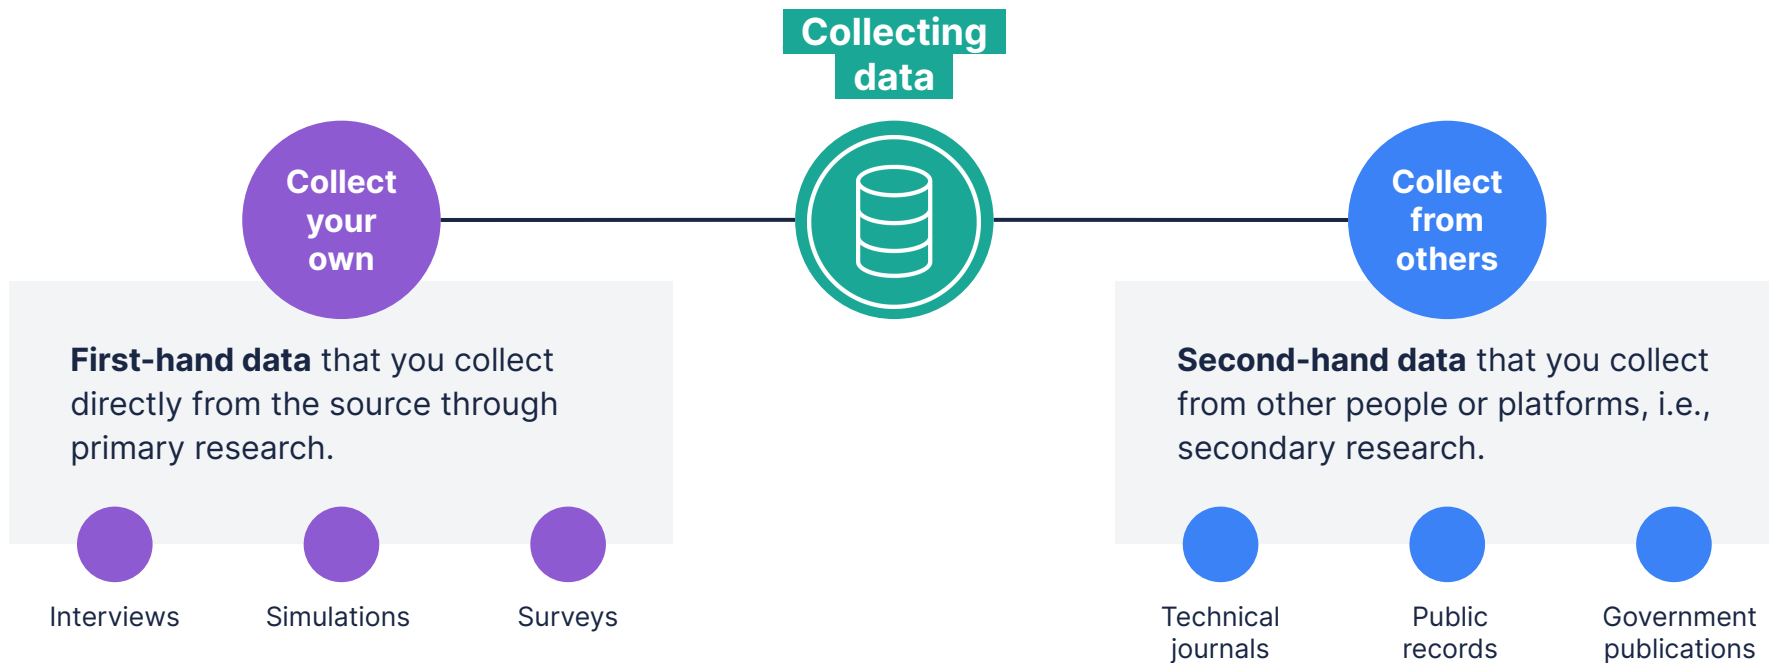 Collecting
data
Collect
your
own
First-hand data that you collect
directly from the source through
primary research.
Interviews
Simulations
Surveys
Collect
from
others
Second-hand data that you collect
from other people or platforms, i.e.,
secondary research.
Technical
journals
Public
records
Government
publications